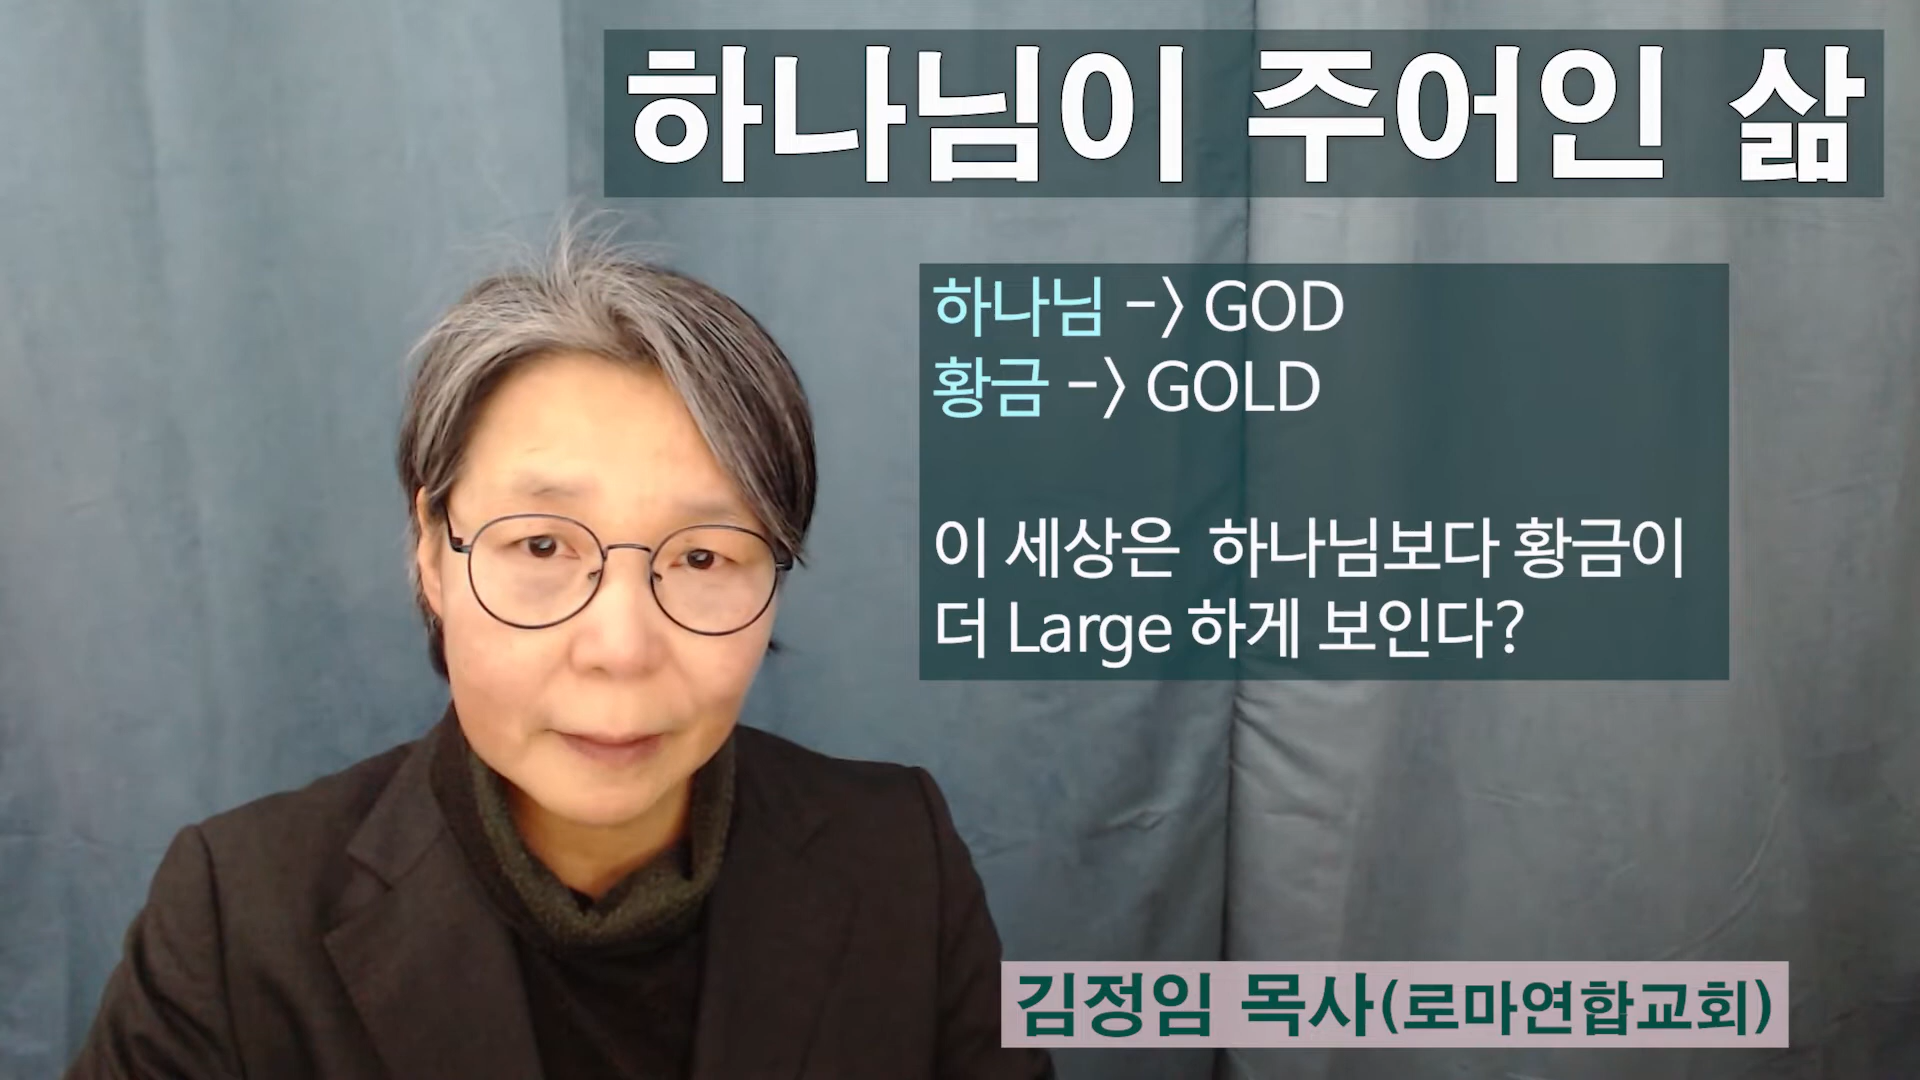 하나님이 주어인 삶
하나님 -> GOD
황금 -> GOLD
이 세상은 하나님보다 황금이
더 Large 하게 보인다?
김정임 목사(로마연합교회)